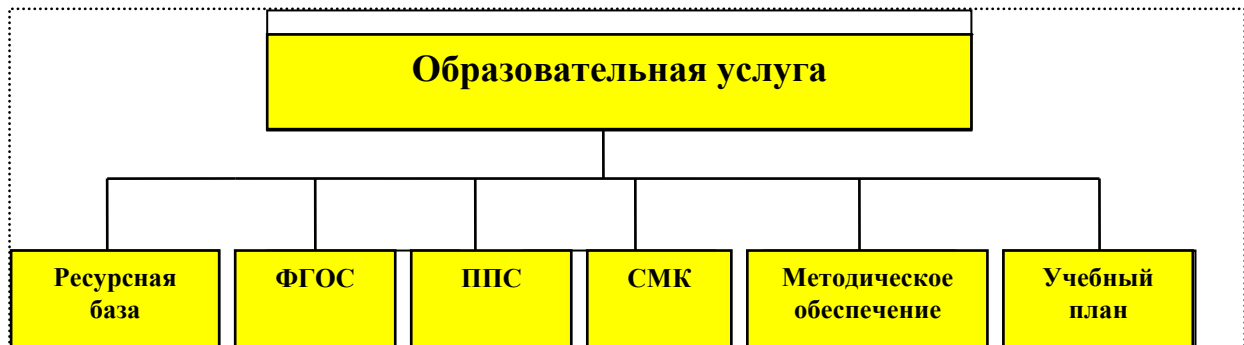 Образовательная услуга
Ресурсная
база
ФГОС
ППС
СМК
Методическое
обеспечение
Учебный
план